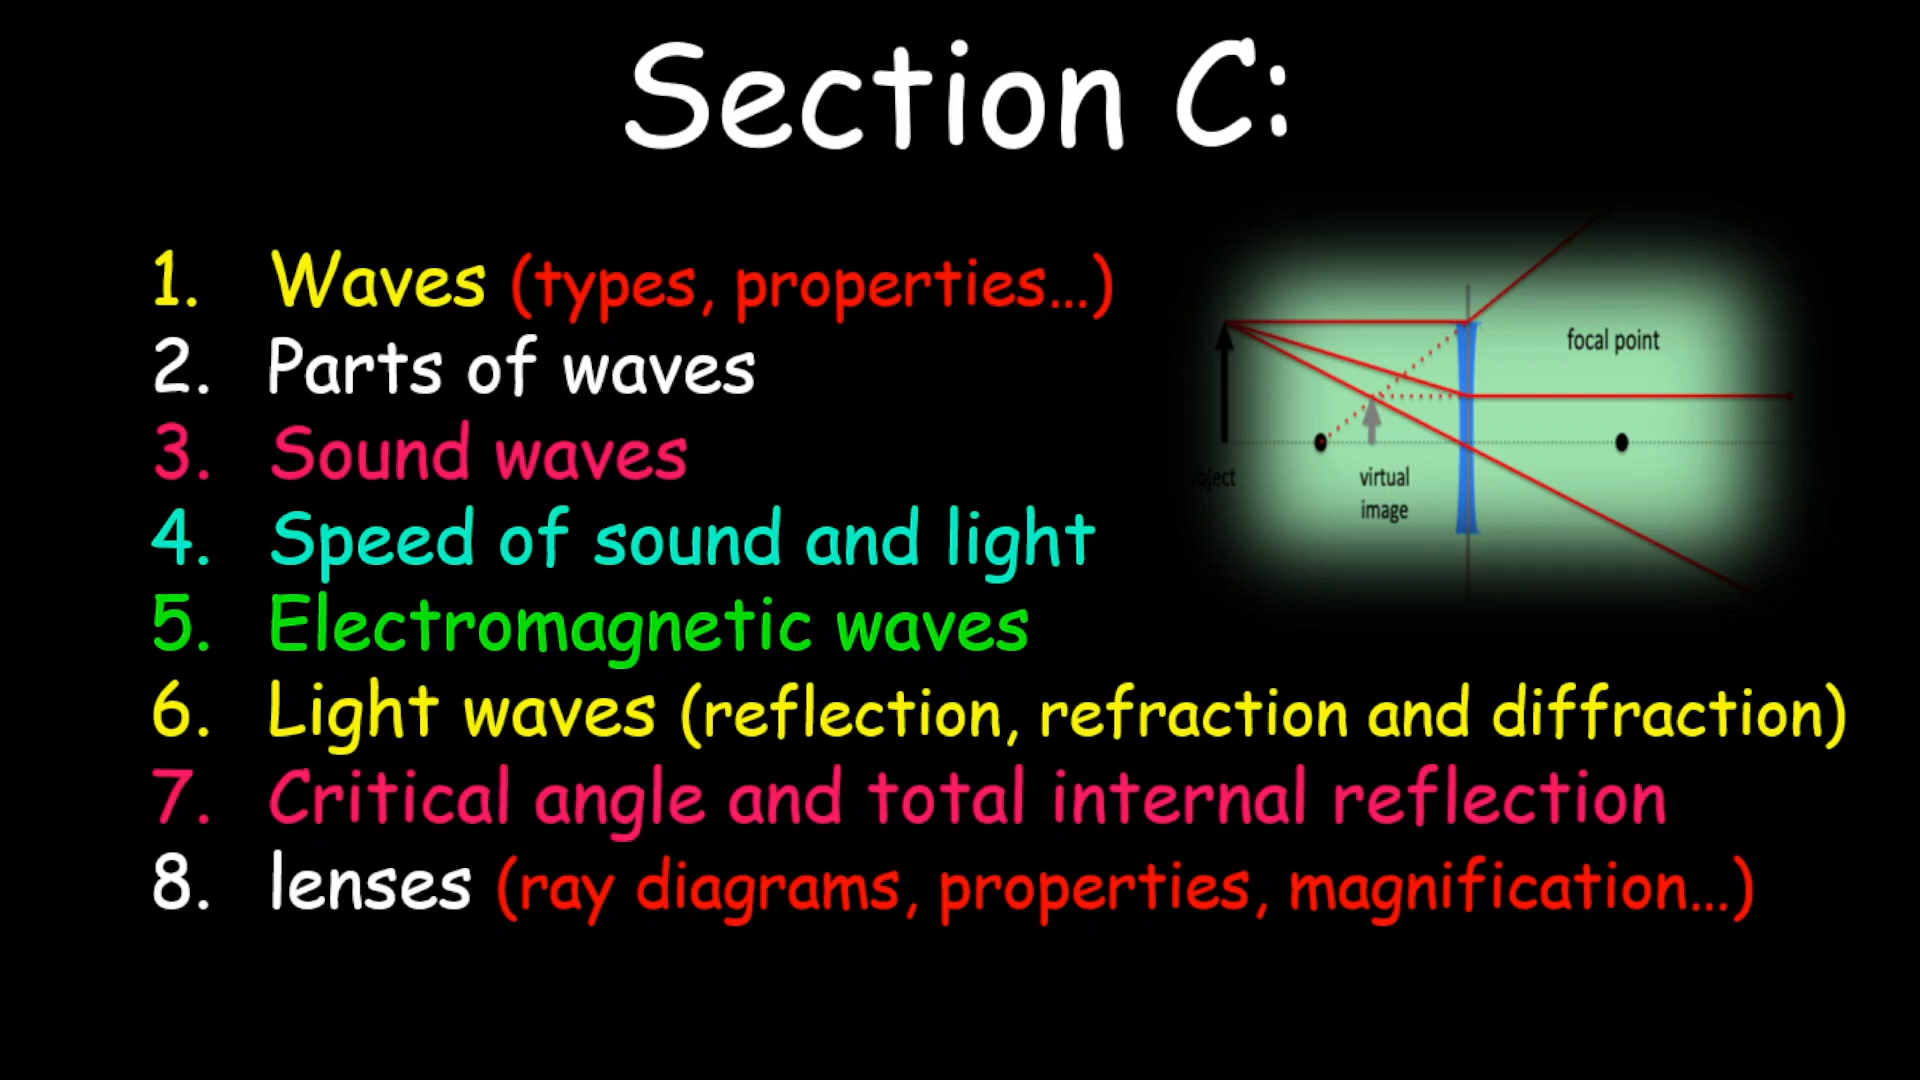 Section C:
1. Waves (types, properties...)
2. Parts of waves
3. Sound waves
4. Speed of sound and light
5. Electromagnetic waves
6. Light waves (reflection, refraction and diffraction)
7. Critical angle and total internal reflection
8. lenses (ray diagrams, properties, magnification...)
focal point
object
virtual
image